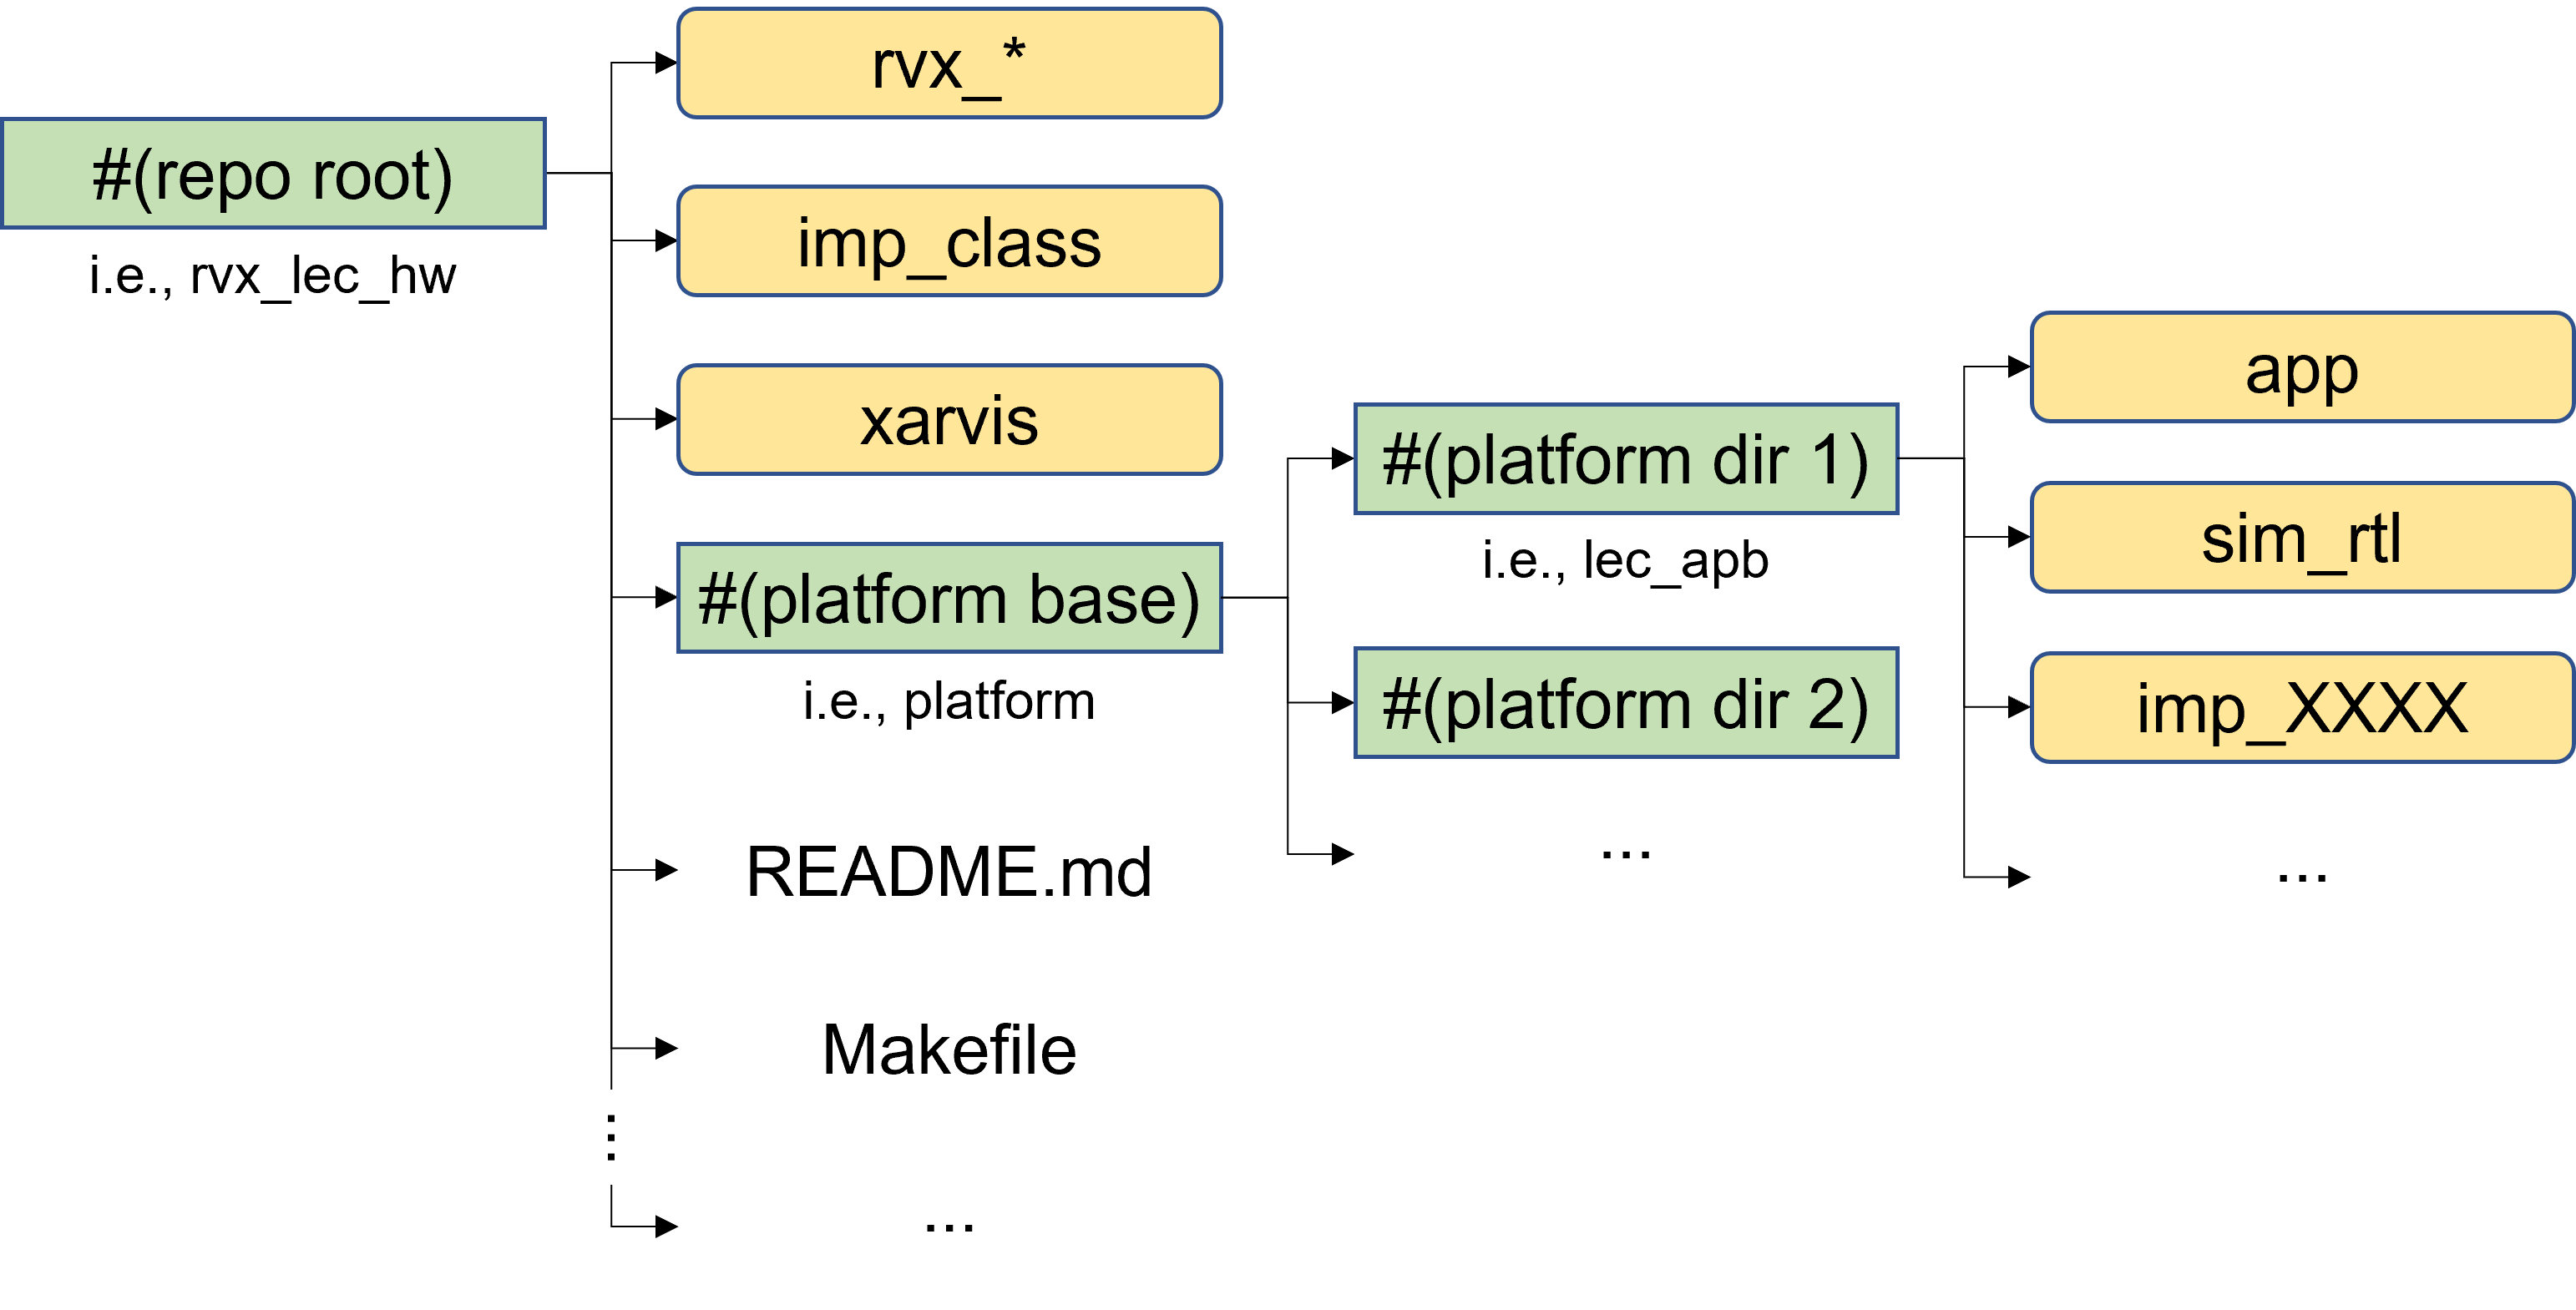 rvx_*
#(repo root)
i.e., rvx_lec_hw
imp_class
xarvis
#(platform base)
i.e., platform
README.md
Makefile
...
...
#(platform dir 1)
i.e., lec_apb
#(platform dir 2)
...
app
sim_rtl
imp_XXXX
...